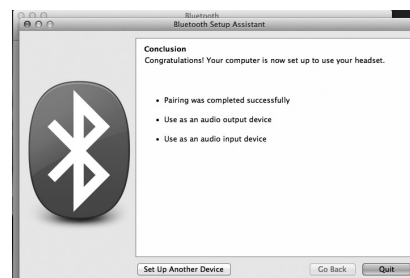 Bluetooth
Bluetooth Setup Assistant
Conclusion
Congratulations! Your computer is now set up to use your headset.
• Pairing was completed successfully
• Use as an audio output device
• Use as an audio input device
Set Up Another Device
Go Back
Quit